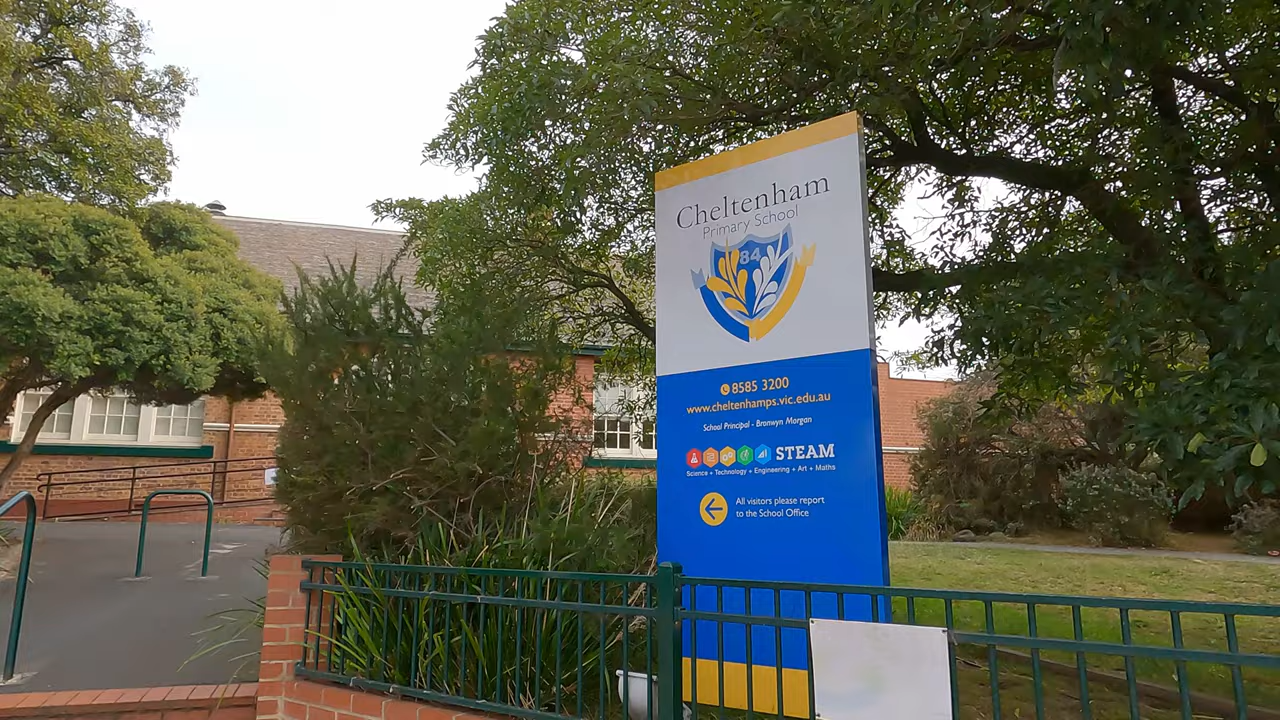 Cheltenham
Primary School
84
8585 3200
www.cheltenhamps.vic.edu.au
School Principal - Bronwyn Morgan
STEAM
Science + Technology + Engineering + Art + Maths
All visitors please report
to the School Office